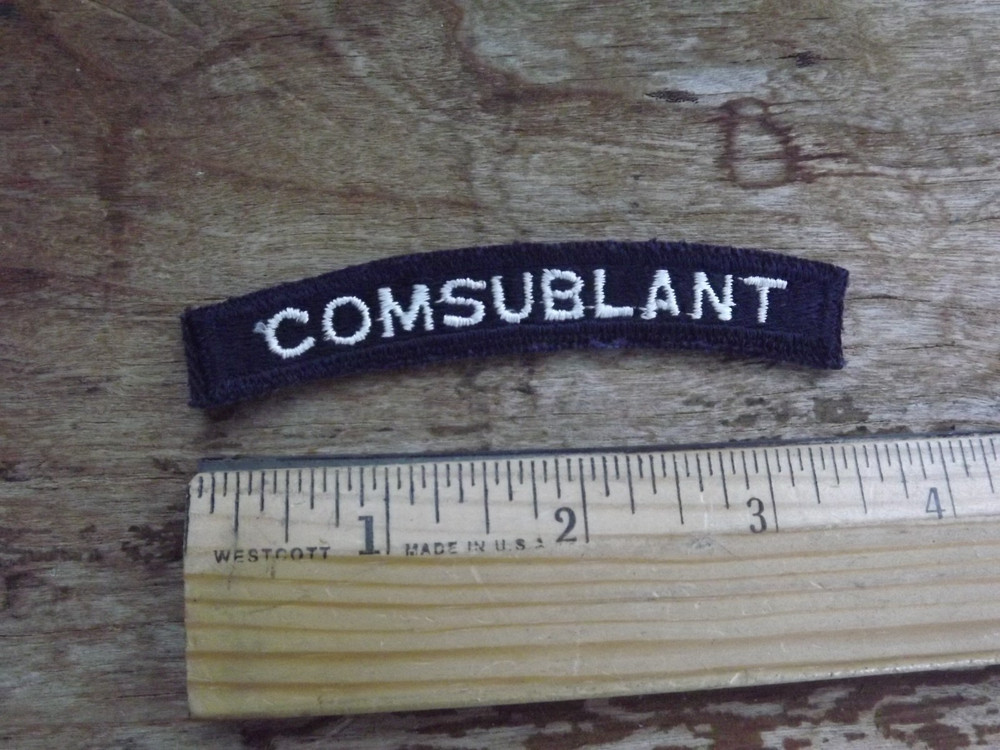 COMSUBLANT
1 2 3 4
WESTCOTT MADE IN U.S.A